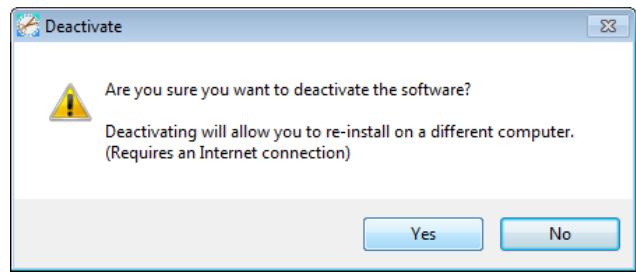 Deactivate
Are you sure you want to deactivate the software?
Deactivating will allow you to re-install on a different computer.
(Requires an Internet connection)
Yes No